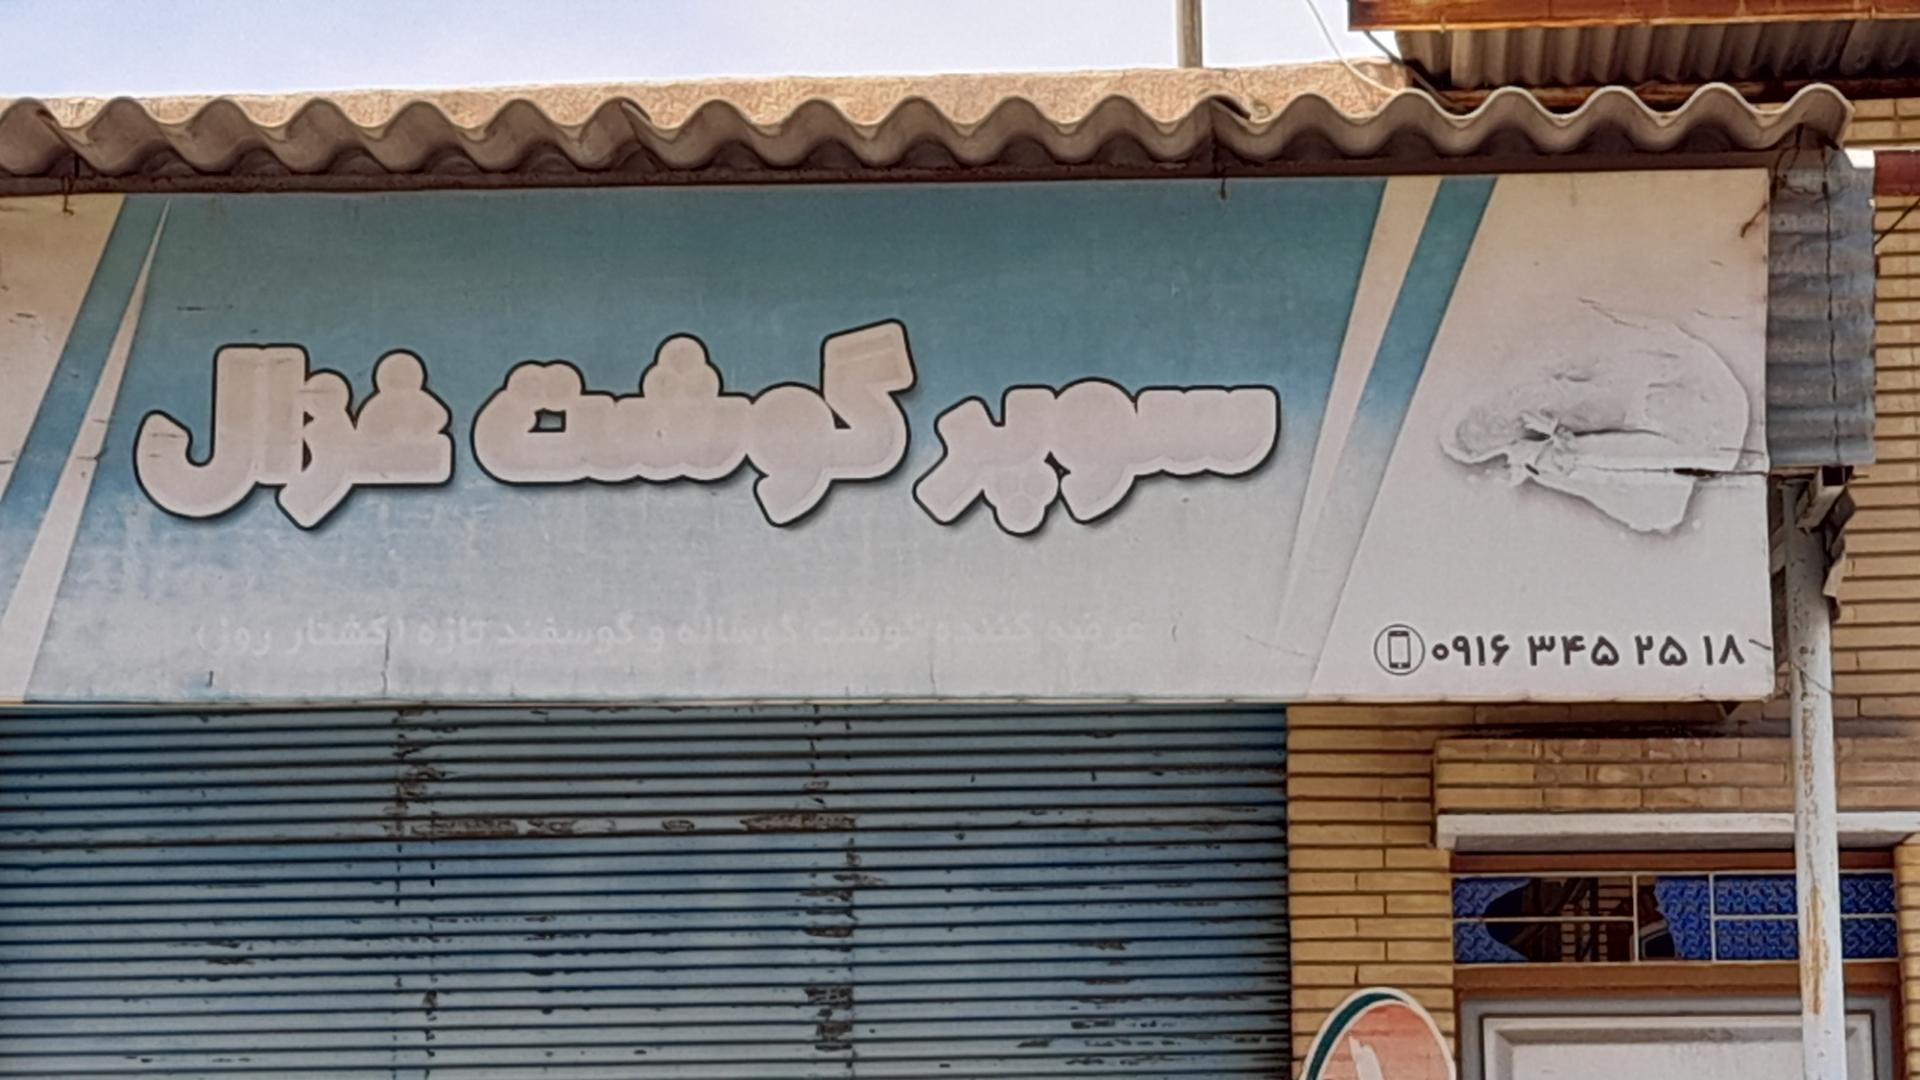 سوپر گوشت غزال
عرضه کننده گوشت گوساله و گوسفند تازه (کشتار روز)
۰۹۱۶ ۳۴۵ ۲۵ ۱۸